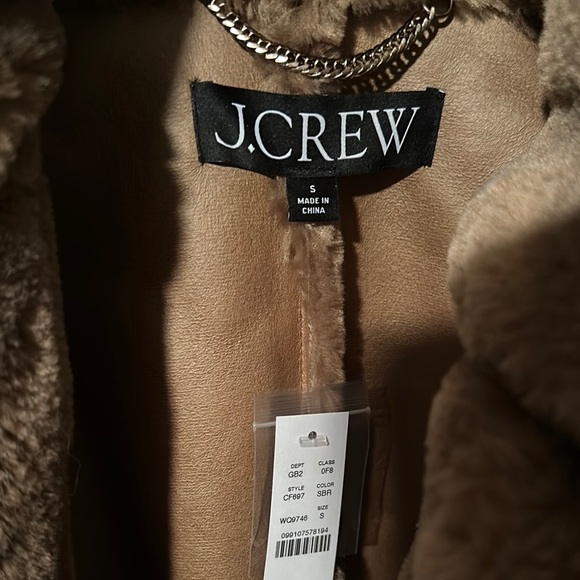 J.CREW
S
MADE IN
CHINA
DEPT CLASS
GB2 0F8
STYLE COLOR
CF697 SBR
SIZE
WQ9746 S
099107578194